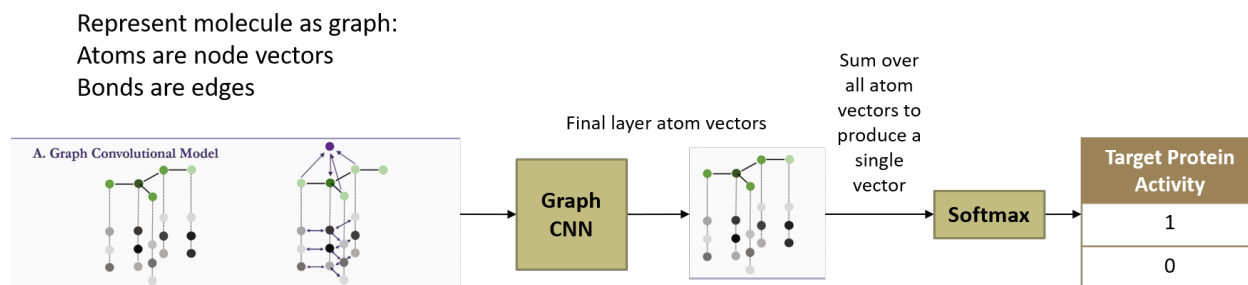 Represent molecule as graph:
Atoms are node vectors
Bonds are edges
A. Graph Convolutional Model
Graph
CNN
Final layer atom vectors
Sum over
all atom
vectors to
produce a
single
vector
Softmax
Target Protein
Activity
1
0